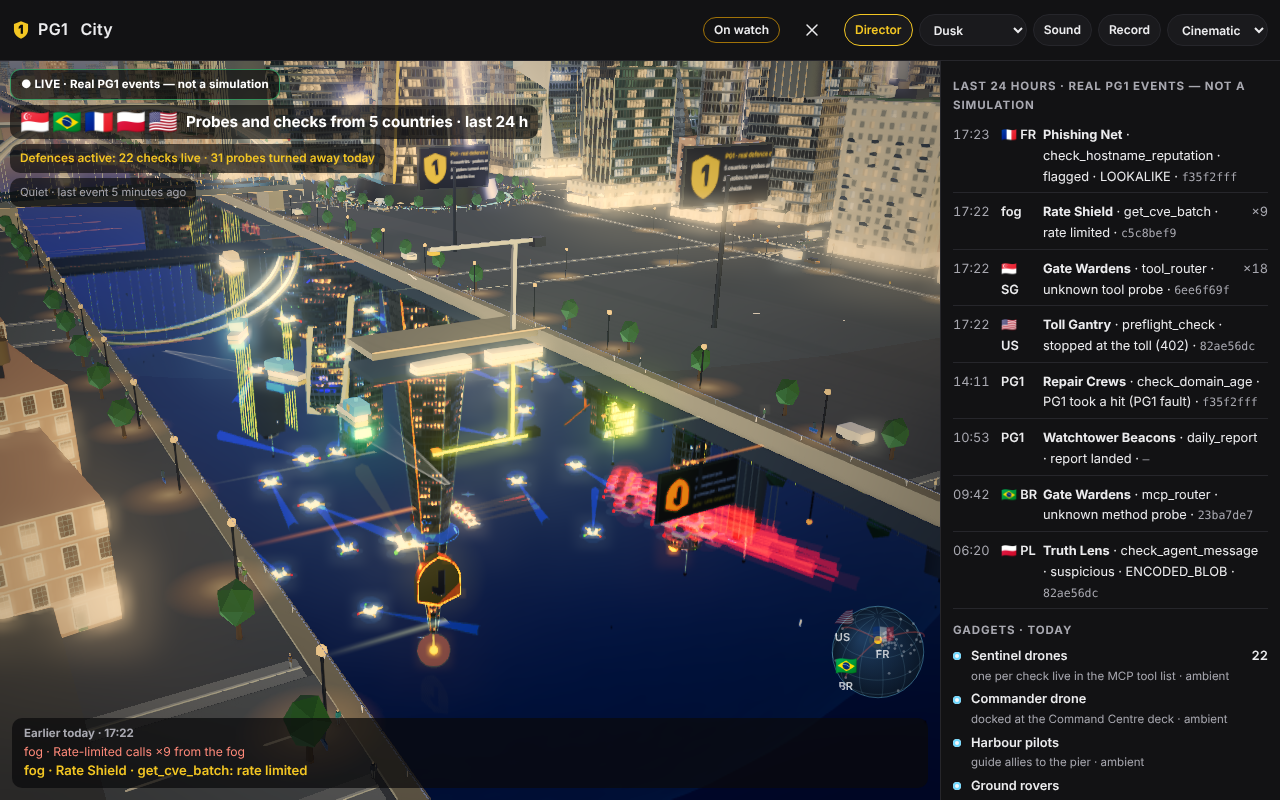 PG1 City
On watch
Director
Dusk
Sound
Record
Cinematic
● LIVE · Real PG1 events — not a simulation
🇸🇬🇧🇷🇫🇷🇵🇱🇺🇸 Probes and checks from 5 countries · last 24 h
Defences active: 22 checks live · 31 probes turned away today
Quiet · last event 5 minutes ago
US
FR
BR
Earlier today · 17:22
fog · Rate-limited calls ×9 from the fog
fog · Rate Shield · get_cve_batch: rate limited
LAST 24 HOURS · REAL PG1 EVENTS — NOT A
SIMULATION
17:23 🇫🇷 FR Phishing Net ·
check_hostname_reputation ·
flagged · LOOKALIKE · f35f2fff
17:22 fog Rate Shield · get_cve_batch · ×9
rate limited · c5c8bef9
17:22 🇸🇬 SG Gate Wardens · tool_router · ×18
unknown tool probe · 6ee6f69f
17:22 🇺🇸 US Toll Gantry · preflight_check ·
stopped at the toll (402) · 82ae56dc
14:11 PG1 Repair Crews · check_domain_age ·
PG1 took a hit (PG1 fault) · f35f2fff
10:53 PG1 Watchtower Beacons · daily_report
· report landed · —
09:42 🇧🇷 BR Gate Wardens · mcp_router ·
unknown method probe · 23ba7de7
06:20 🇵🇱 PL Truth Lens · check_agent_message
· suspicious · ENCODED_BLOB ·
82ae56dc
GADGETS · TODAY
Sentinel drones 22
one per check live in the MCP tool list · ambient
Commander drone
docked at the Command Centre deck · ambient
Harbour pilots
guide allies to the pier · ambient
Ground rovers